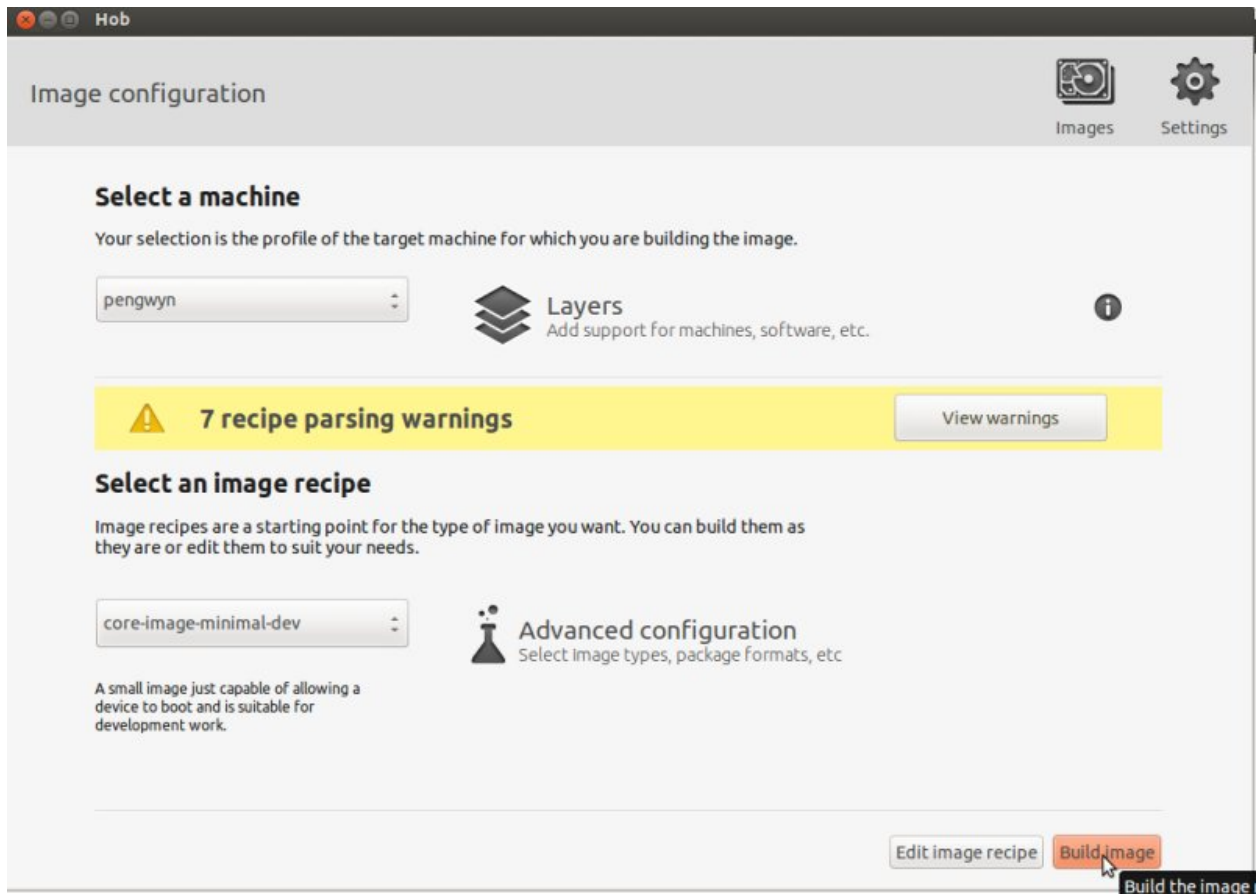 Hob
Image configuration
Images
Settings
Select a machine
Your selection is the profile of the target machine for which you are building the image.
pengwyn
Layers
Add support for machines, software, etc.
7 recipe parsing warnings
View warnings
Select an image recipe
Image recipes are a starting point for the type of image you want. You can build them as
they are or edit them to suit your needs.
core-image-minimal-dev
Advanced configuration
Select image types, package formats, etc
A small image just capable of allowing a
device to boot and is suitable for
development work.
Edit image recipe
Build image
Build the image